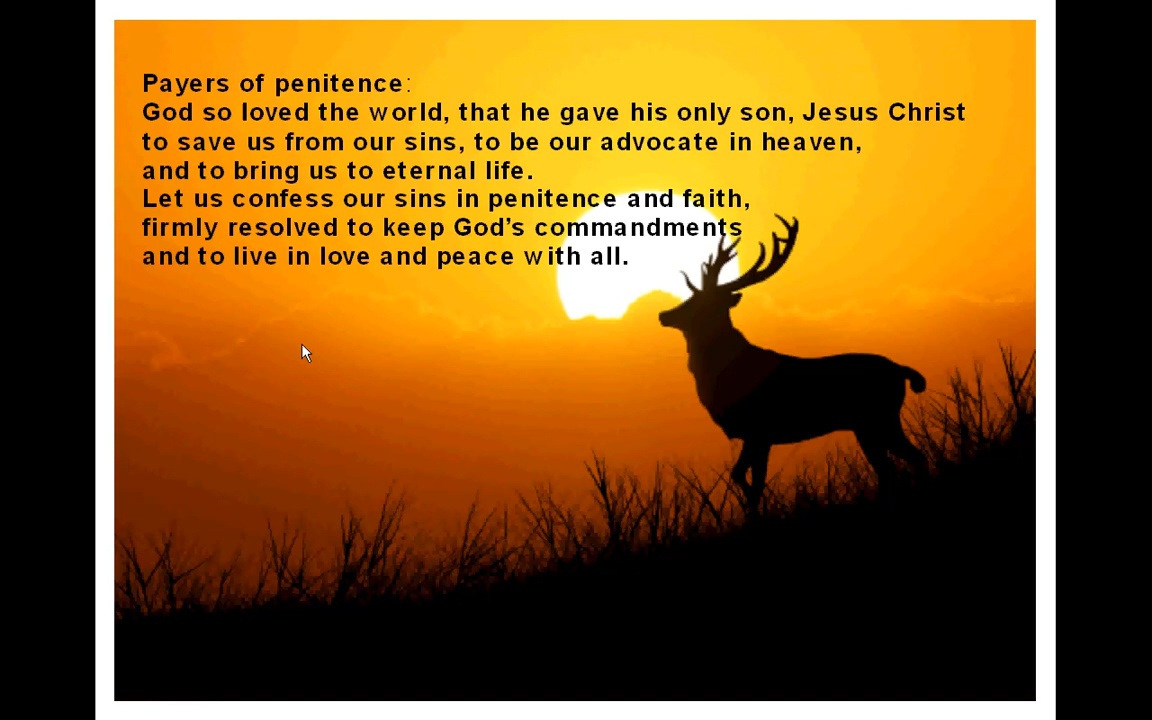 Payers of penitence:
God so loved the world, that he gave his only son, Jesus Christ
to save us from our sins, to be our advocate in heaven,
and to bring us to eternal life.
Let us confess our sins in penitence and faith,
firmly resolved to keep God’s commandments
and to live in love and peace with all.